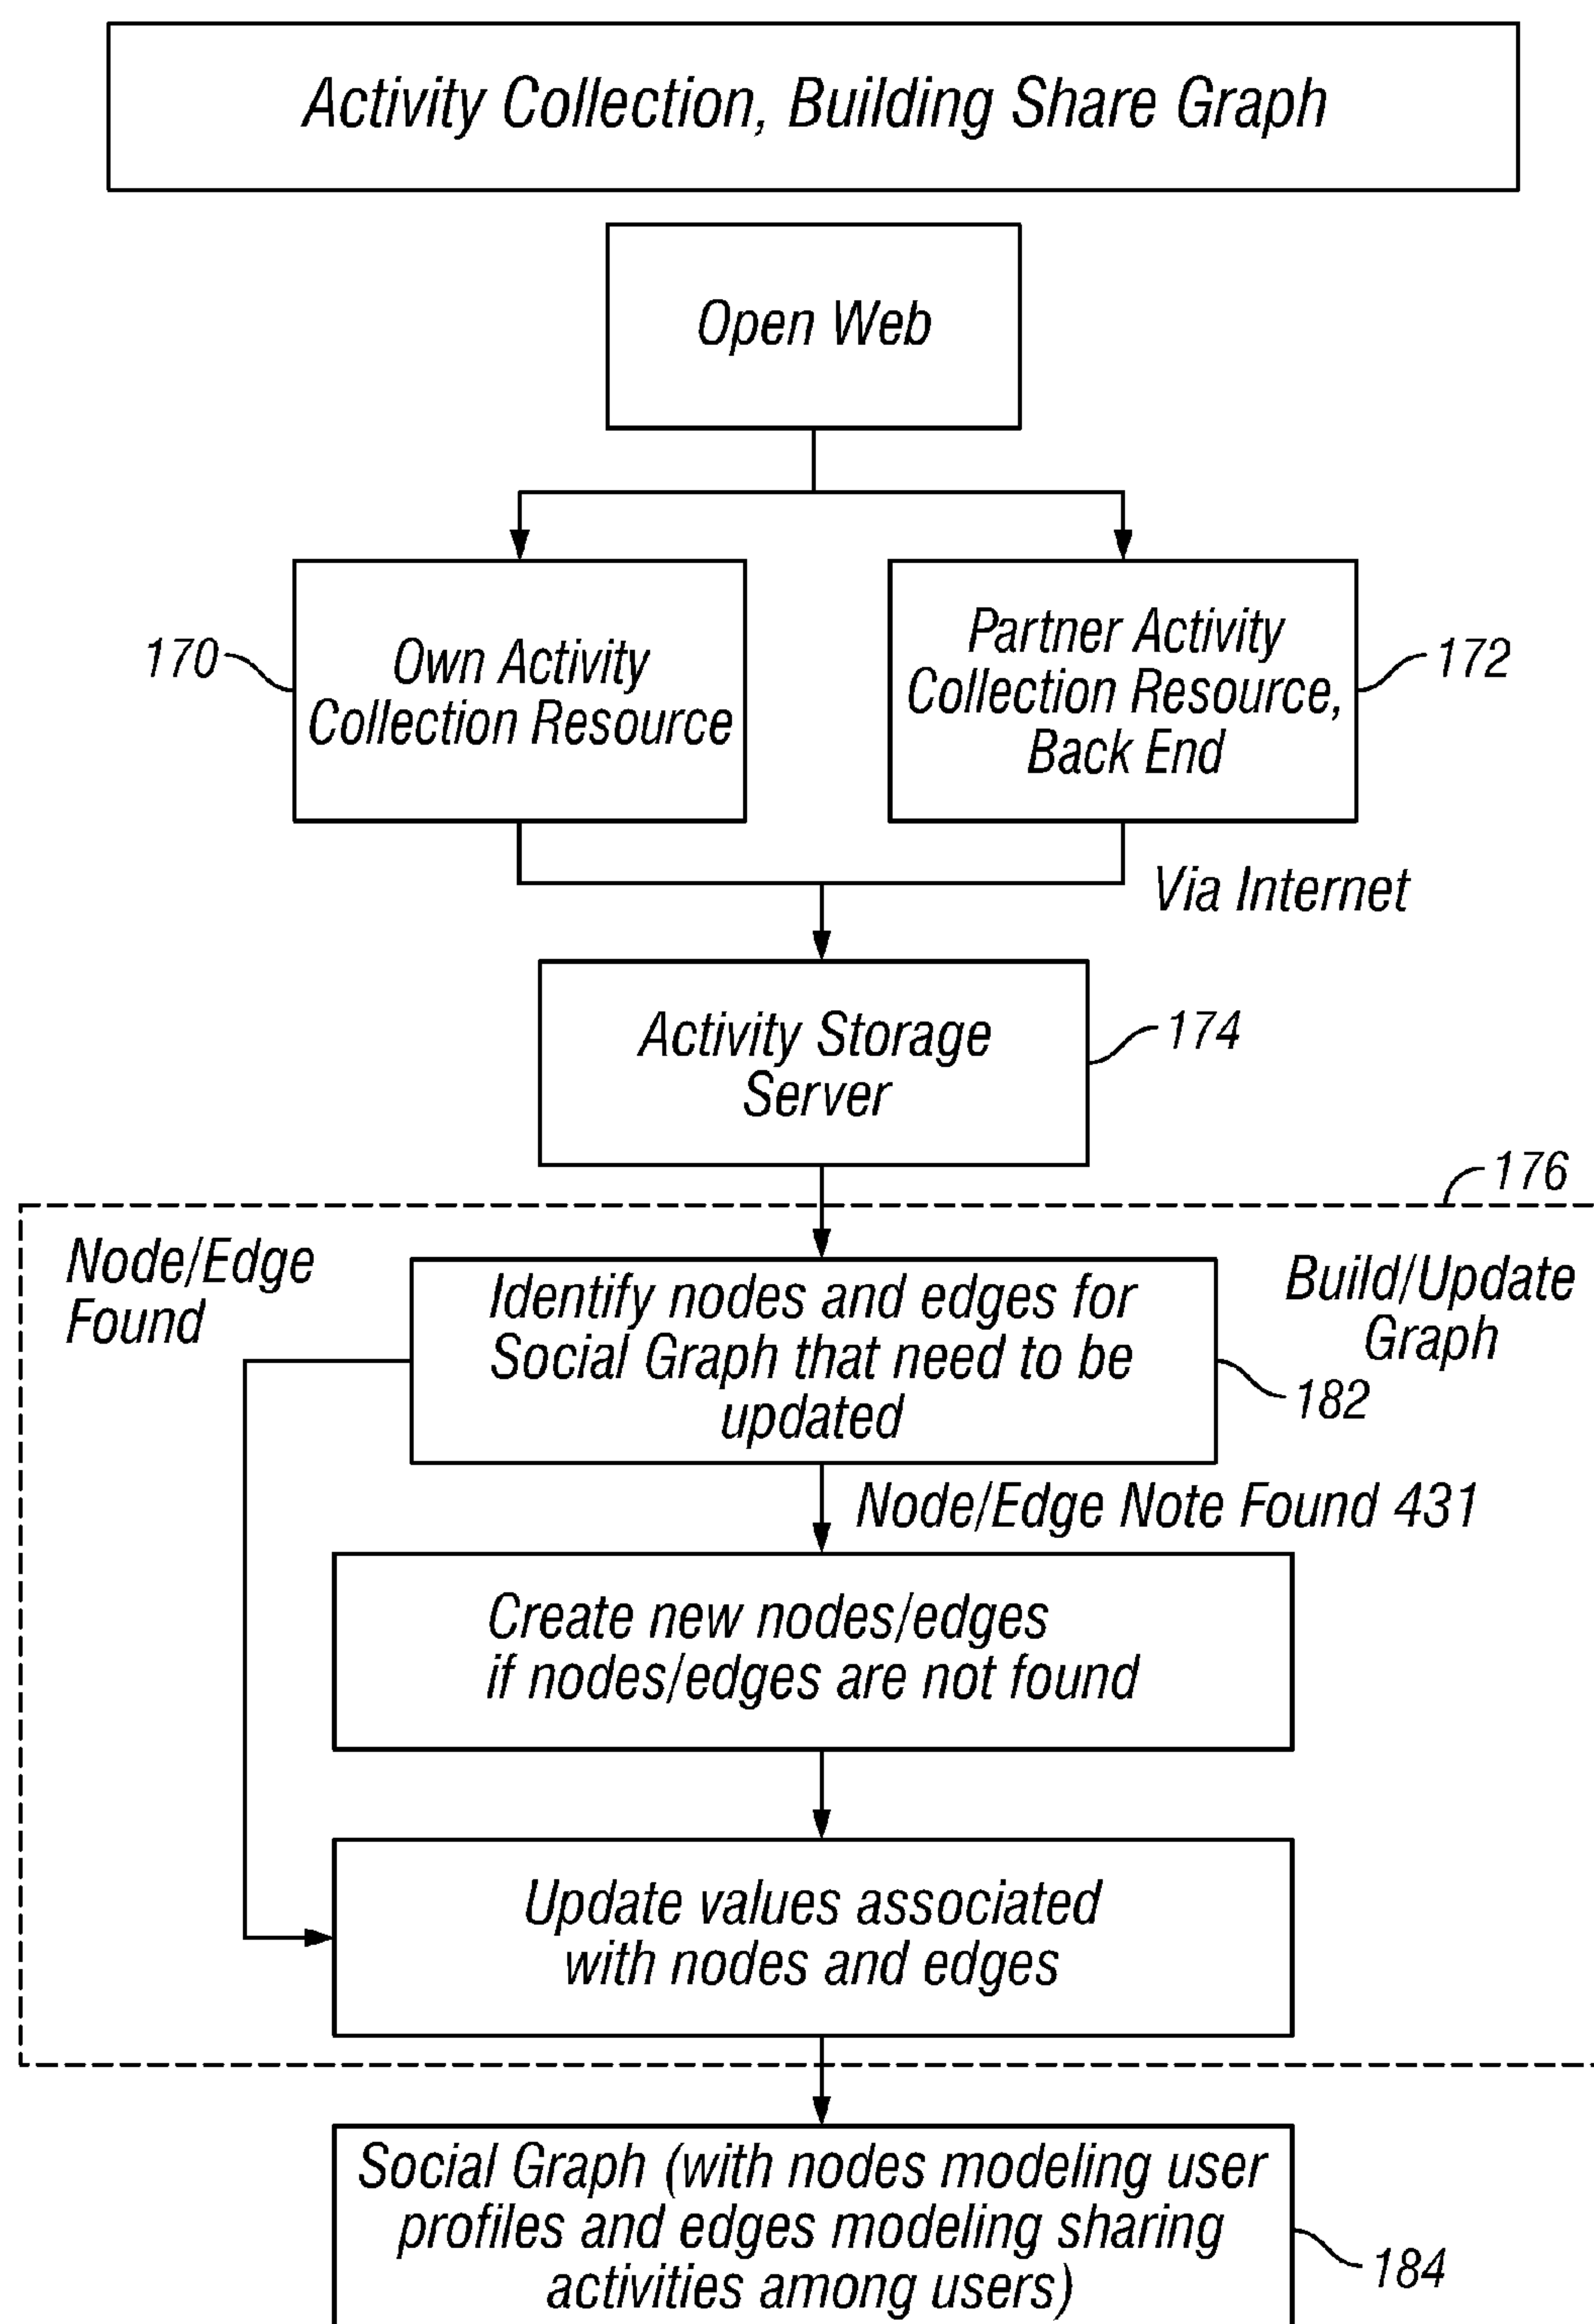 Activity Collection, Building Share Graph
Open Web
170
Own Activity
Collection Resource
Partner Activity
Collection Resource,
Back End
172
Via Internet
Activity Storage
Server
174
176
Node/Edge
Found
Identify nodes and edges for
Social Graph that need to be
updated
Build/Update
Graph
182
Node/Edge Note Found 431
Create new nodes/edges
if nodes/edges are not found
Update values associated
with nodes and edges
Social Graph (with nodes modeling user
profiles and edges modeling sharing
activities among users)
184